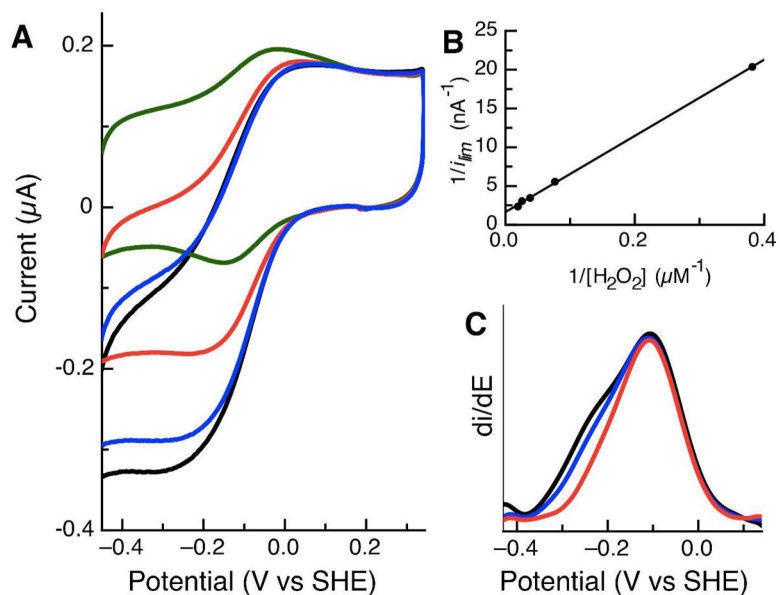 A
0.2
0
-0.2
-0.4
Current (μA)
−0.4 −0.2 0.0 0.2
Potential (V vs SHE)
B
25
20
15
10
5
0
1/i_lim (nA⁻¹)
0.0 0.2 0.4
1/[H₂O₂] (μM⁻¹)
C
di/dE
−0.4 −0.2 0.0
Potential (V vs SHE)